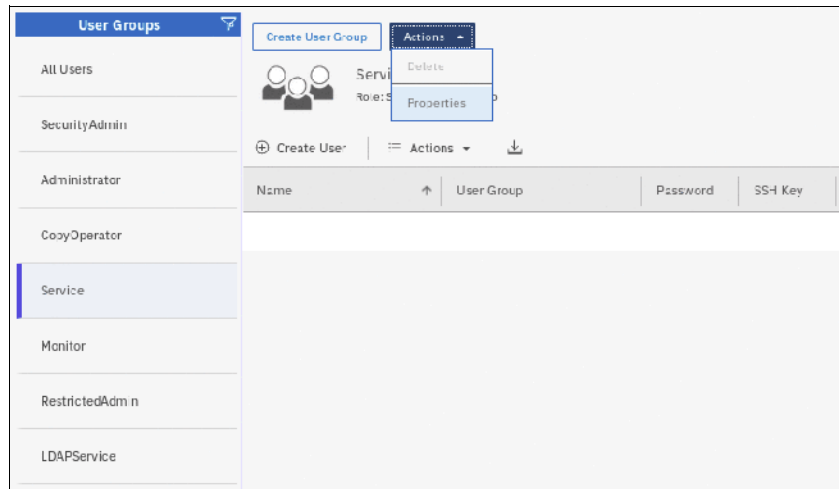 User Groups
All Users
SecurityAdmin
Administrator
CopyOperator
Service
Monitor
RestrictedAdmin
LDAPService
Create User Group
Actions
Delete
Properties
Create User
Actions
Name
User Group
Password
SSH Key